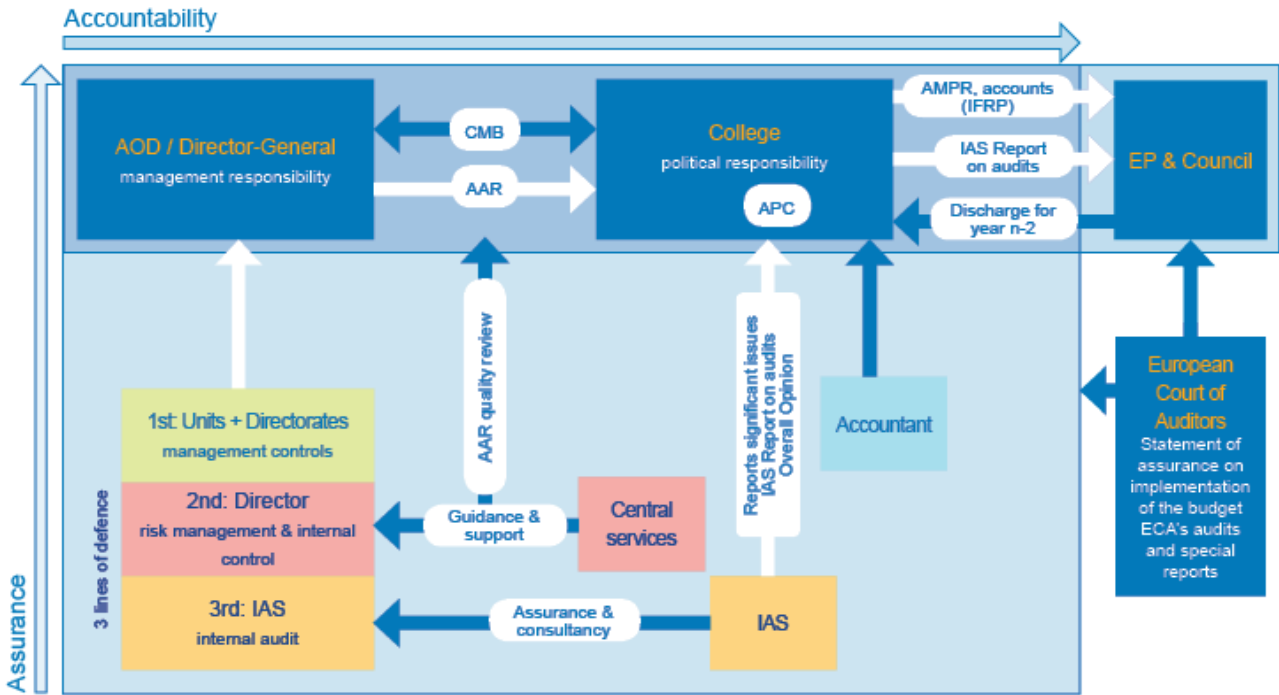 Accountability
AOD / Director-General
management responsibility
CMB
AAR
College
political responsibility
APC
AMPR, accounts
(IFRP)
IAS Report
on audits
Discharge for
year n-2
EP & Council
AAR quality review
Reports significant issues
IAS Report on audits
Overall Opinion
1st: Units + Directorates
management controls
2nd: Director
risk management & internal
control
3rd: IAS
internal audit
3 lines of defence
Guidance &
support
Central
services
Assurance &
consultancy
IAS
Accountant
European
Court of
Auditors
Statement of
assurance on
implementation
of the budget
ECA's audits
and special
reports
Assurance